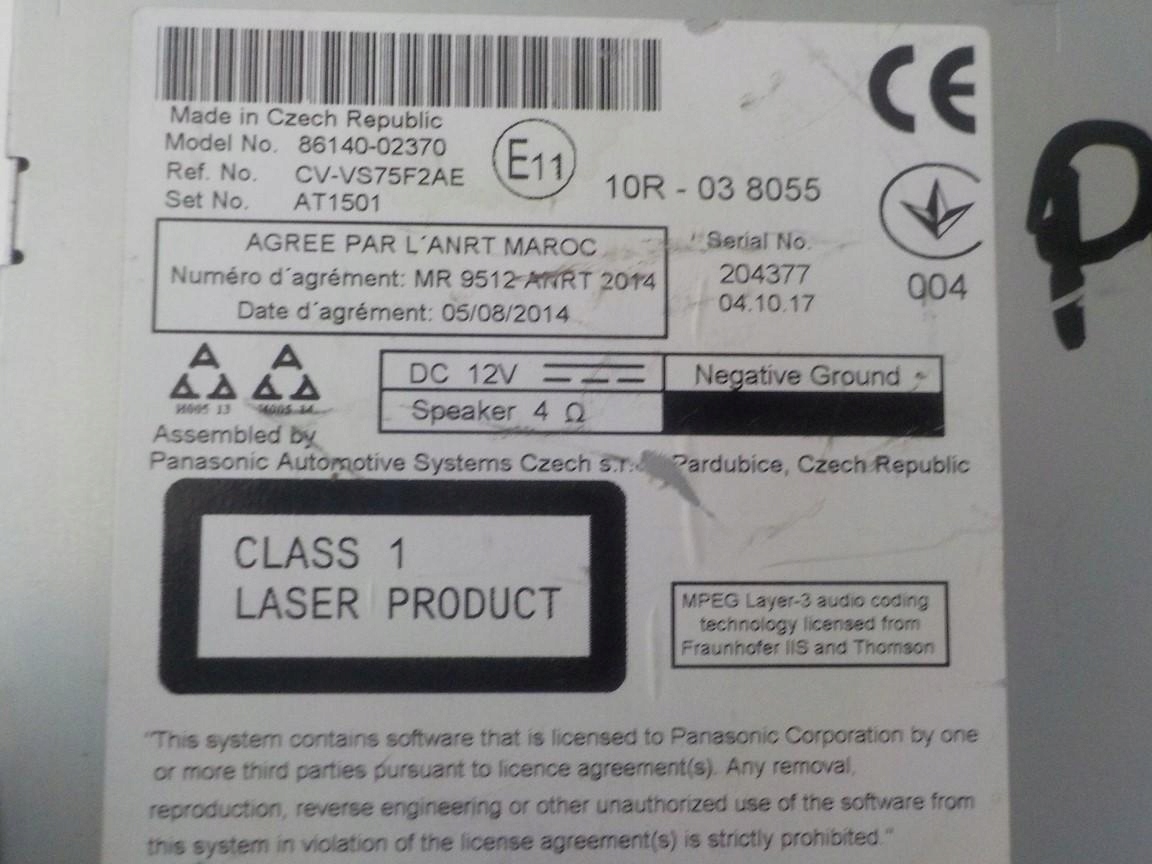 Made in Czech Republic
Model No. 86140-02370
Ref. No. CV-VS75F2AE
Set No. AT1501
E11
10R - 03 8055
CE
AGREE PAR L´ANRT MAROC
Numéro d´agrément: MR 9512 ANRT 2014
Date d´agrément: 05/08/2014
Serial No.
204377
04.10.17
004
DC 12V
Negative Ground
Speaker 4 Ω
Assembled by
Panasonic Automotive Systems Czech s.r. Pardubice, Czech Republic
CLASS 1
LASER PRODUCT
MPEG Layer-3 audio coding
technology licensed from
Fraunhofer IIS and Thomson
"This system contains software that is licensed to Panasonic Corporation by one
or more third parties pursuant to licence agreement(s). Any removal,
reproduction, reverse engineering or other unauthorized use of the software from
this system in violation of the license agreement(s) is strictly prohibited."